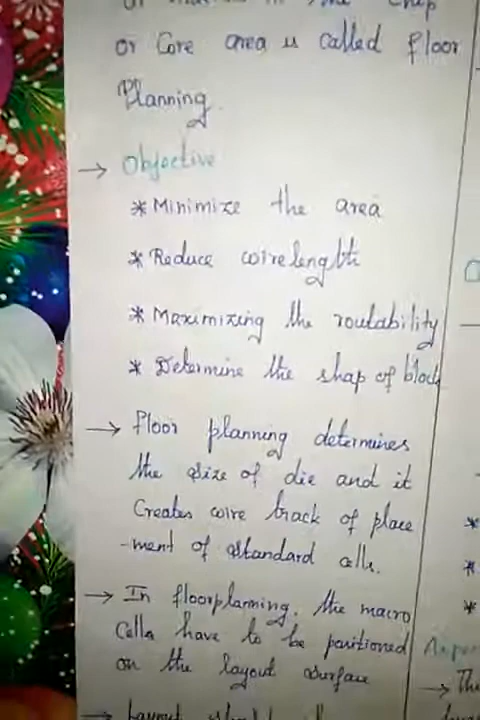 or Core area is called floor
Planning.
→ Objective
* Minimize the area
* Reduce wirelength
* Maximizing the routability
* Determine the shap of block
→ floor planning determines
the size of die and it
Creates wire track of place
-ment of standard cells.
→ In floorplanning, the macro
Cells have to be positioned
on the layout surface
→ Layout
*
*
*
→ The